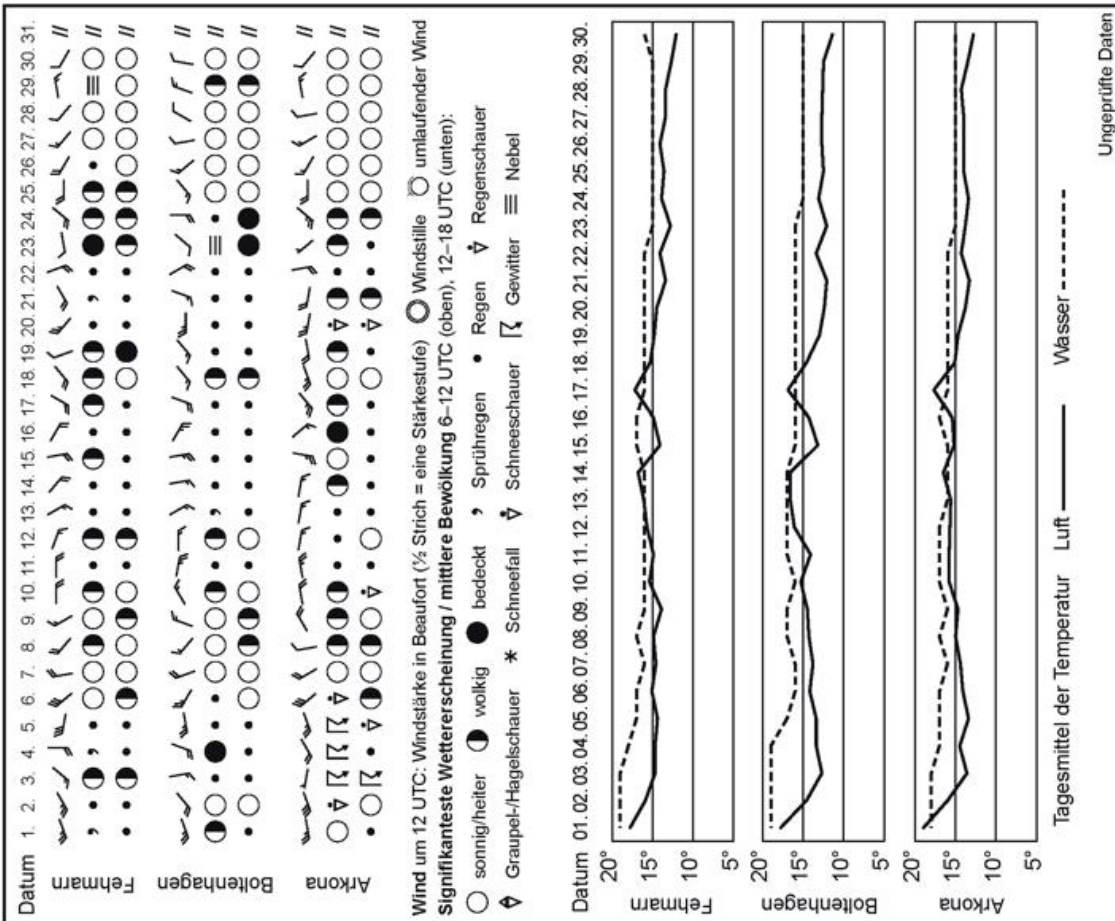 Datum 1. 2. 3. 4. 5. 6. 7. 8. 9. 10. 11. 12. 13. 14. 15. 16. 17. 18. 19. 20. 21. 22. 23. 24. 25. 26. 27. 28. 29. 30. 31.
Fehmarn
Boltenhagen
Arkona
Wind um 12 UTC: Windstärke in Beaufort (½ Strich = eine Stärkestufe) Windstille umlaufender Wind
Signifikanteste Wettererscheinung / mittlere Bewölkung 6–12 UTC (oben), 12–18 UTC (unten):
sonnig/heiter wolkig bedeckt Sprühregen Regen Regenschauer
Graupel-/Hagelschauer Schneefall Schneeschauer Gewitter Nebel
Datum 01. 02. 03. 04. 05. 06. 07. 08. 09. 10. 11. 12. 13. 14. 15. 16. 17. 18. 19. 20. 21. 22. 23. 24. 25. 26. 27. 28. 29. 30.
Fehmarn
20°
15°
10°
5°
Boltenhagen
20°
15°
10°
5°
Arkona
20°
15°
10°
5°
Tagesmittel der Temperatur Luft Wasser
Ungeprüfte Daten